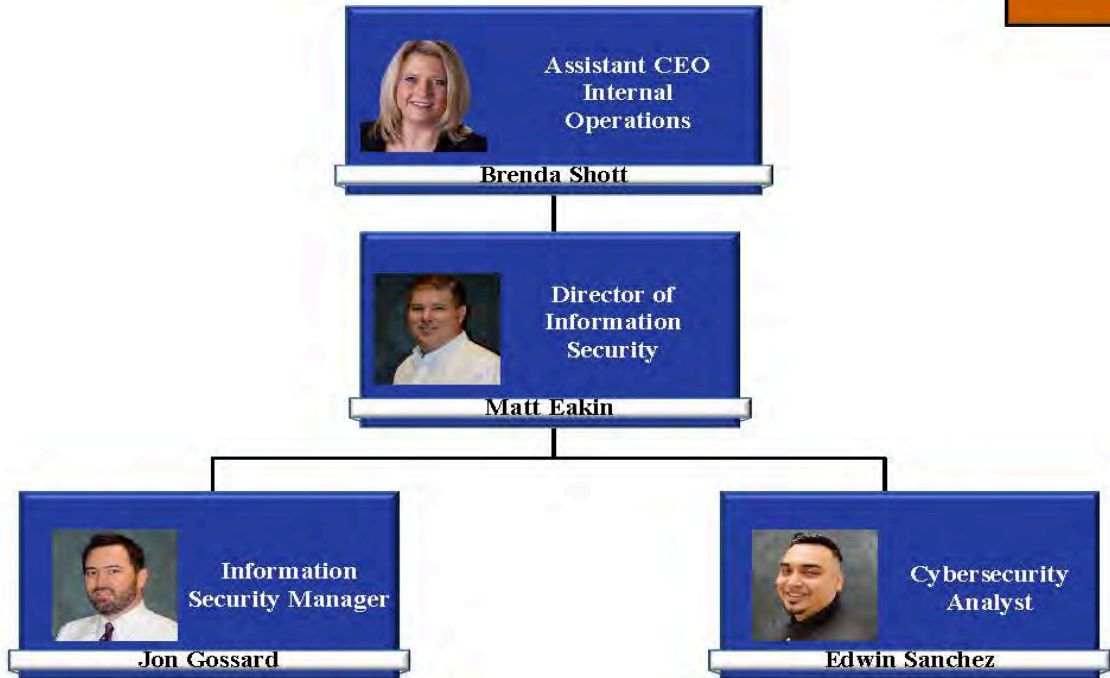 Assistant CEO
Internal
Operations
Brenda Shott
Director of
Information
Security
Matt Eakin
Information
Security Manager
Jon Gossard
Cybersecurity
Analyst
Edwin Sanchez